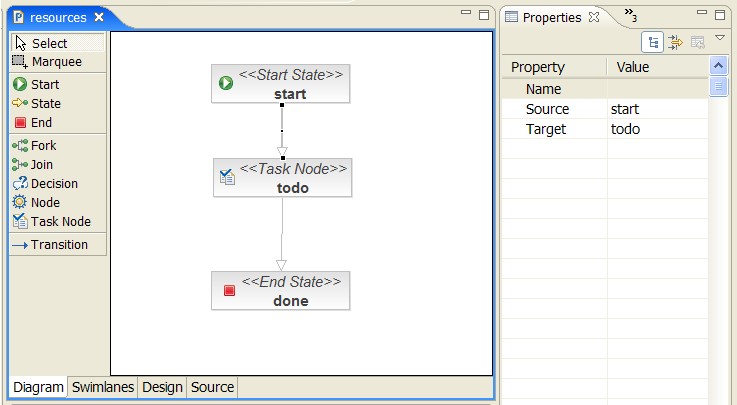 resources
Select
Marquee
Start
State
End
Fork
Join
Decision
Node
Task Node
Transition
<<Start State>>
start
<<Task Node>>
todo
<<End State>>
done
Diagram Swimlanes Design Source
Properties »3
Property Value
Name
Source start
Target todo